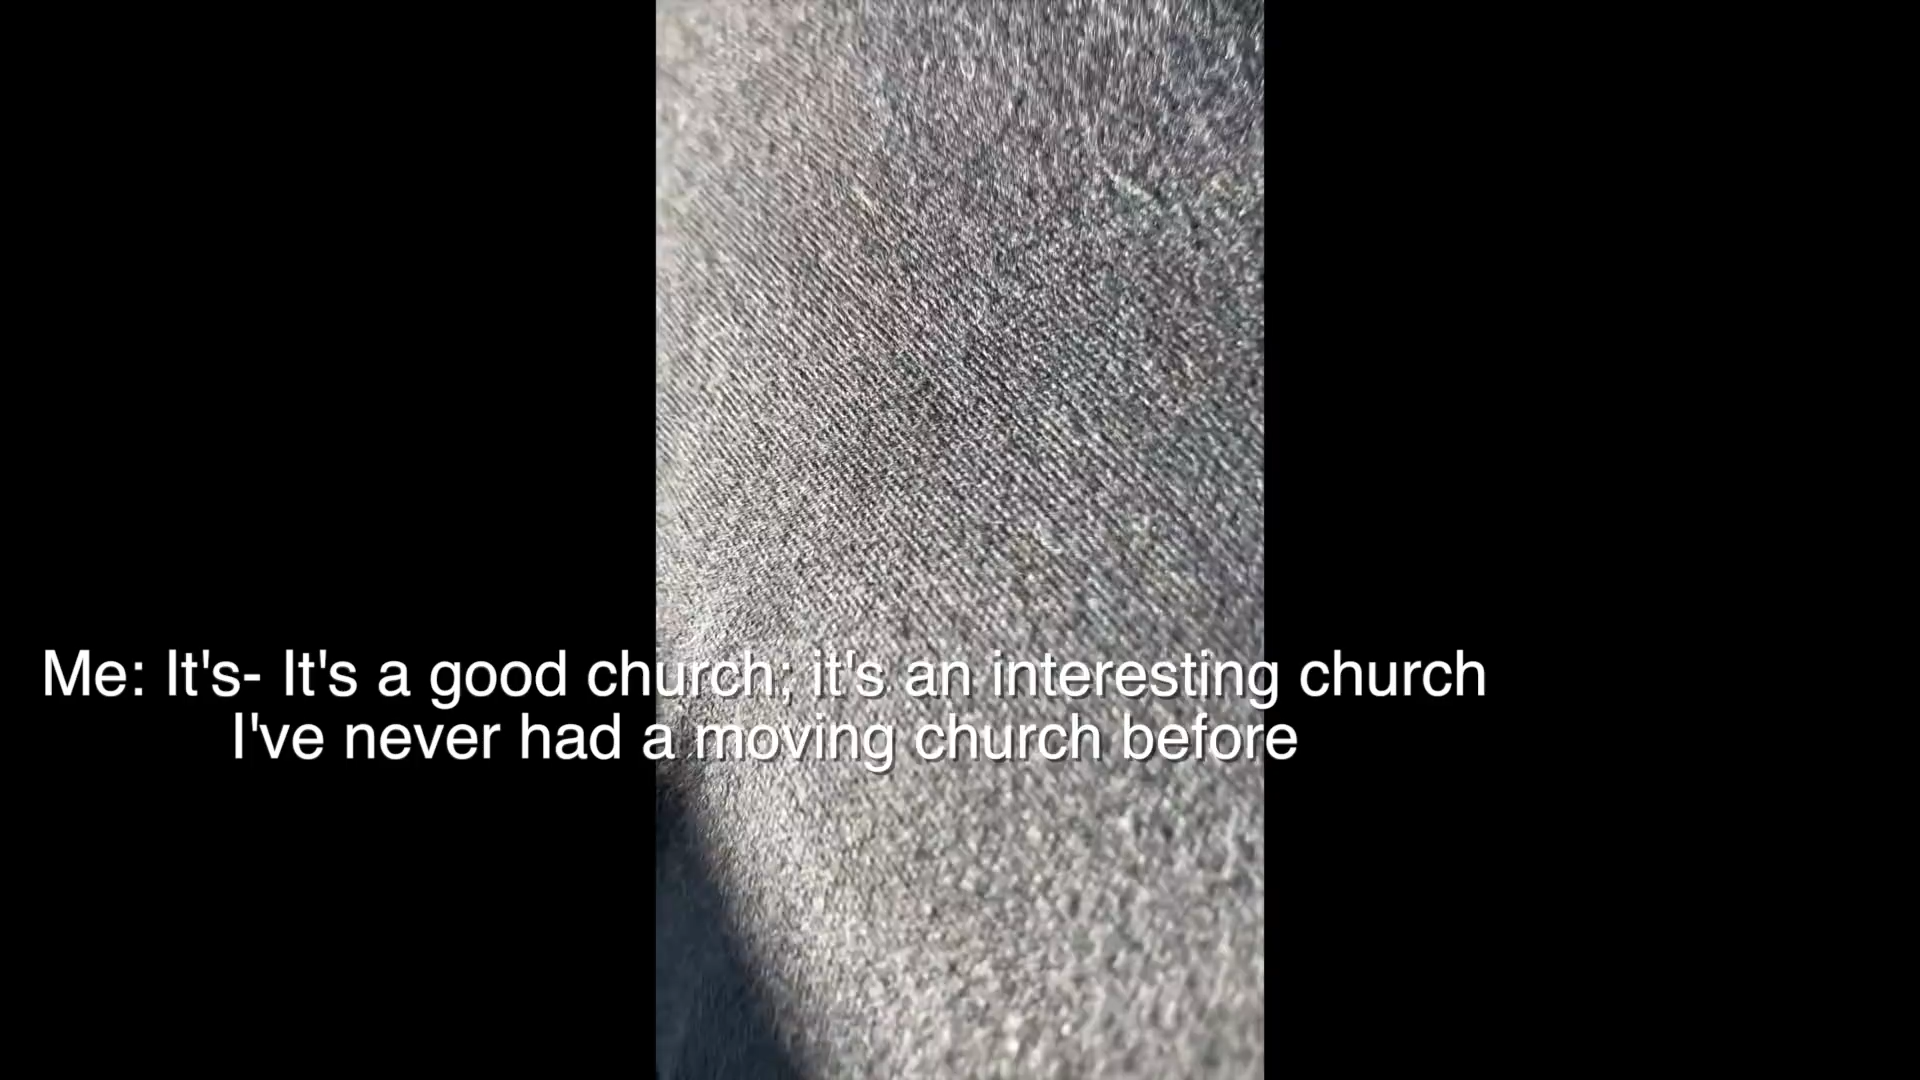 Me: It's- It's a good church; it's an interesting church
I've never had a moving church before